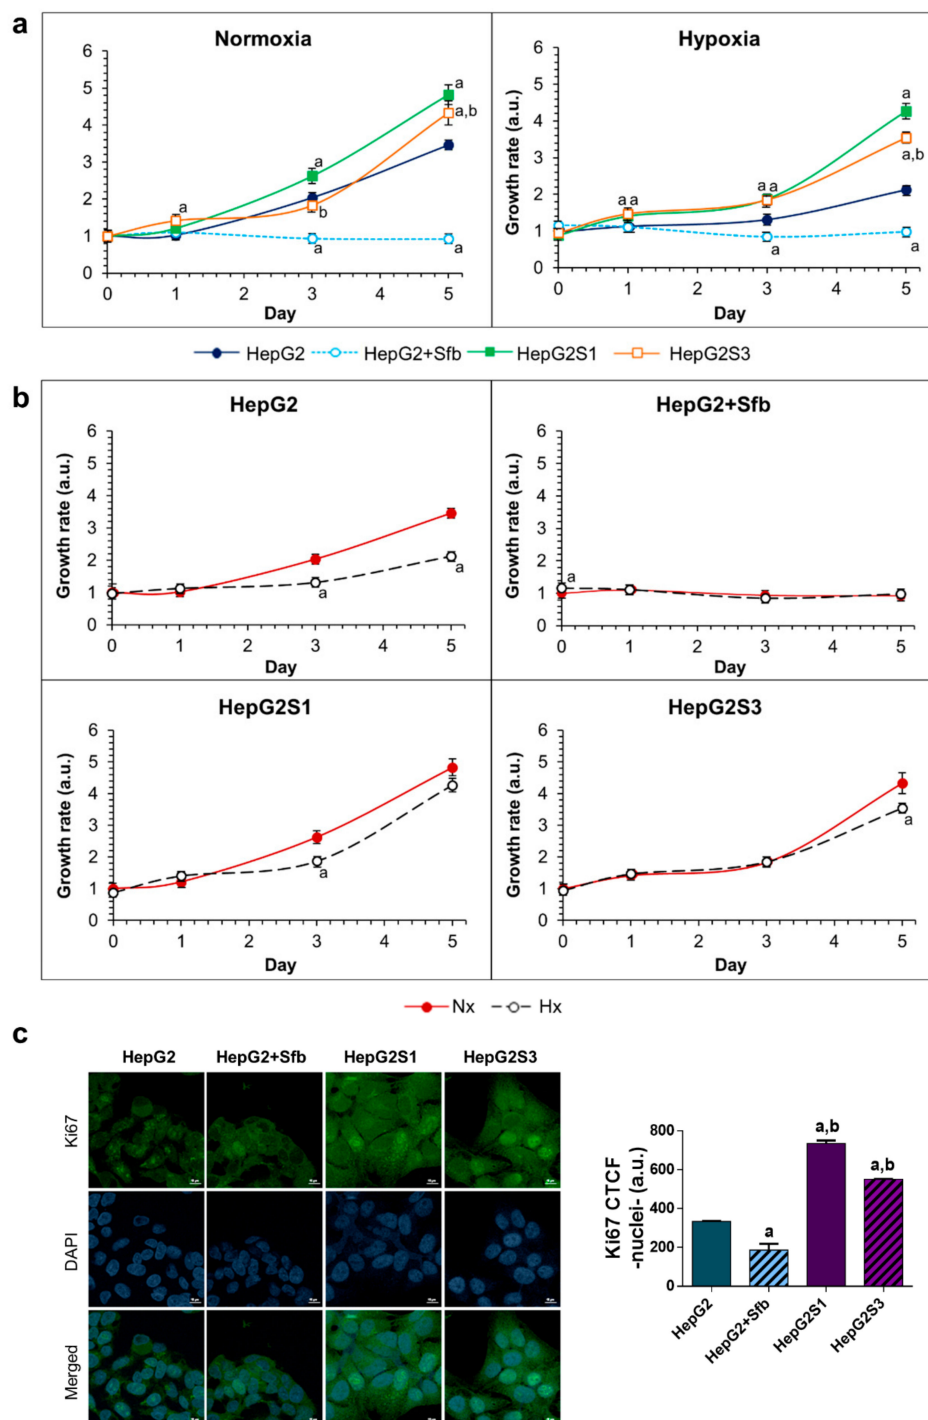 a
Normoxia
Growth rate (a.u.)
6
5
4
3
2
1
0
0 1 2 3 4 5
Day
a
a
b
a
a
a,b
a
Hypoxia
Growth rate (a.u.)
6
5
4
3
2
1
0
0 1 2 3 4 5
Day
a a
a a
a
a
a,b
a
HepG2 HepG2+Sfb HepG2S1 HepG2S3
b
HepG2
Growth rate (a.u.)
6
5
4
3
2
1
0
0 1 2 3 4 5
Day
a
a
HepG2+Sfb
Growth rate (a.u.)
6
5
4
3
2
1
0
0 1 2 3 4 5
Day
a
HepG2S1
Growth rate (a.u.)
6
5
4
3
2
1
0
0 1 2 3 4 5
Day
a
HepG2S3
Growth rate (a.u.)
6
5
4
3
2
1
0
0 1 2 3 4 5
Day
a
Nx Hx
c
HepG2 HepG2+Sfb HepG2S1 HepG2S3
Ki67
DAPI
Merged
Ki67 CTCF
-nuclei- (a.u.)
800
600
400
200
0
a
a,b
a,b
HepG2
HepG2+Sfb
HepG2S1
HepG2S3